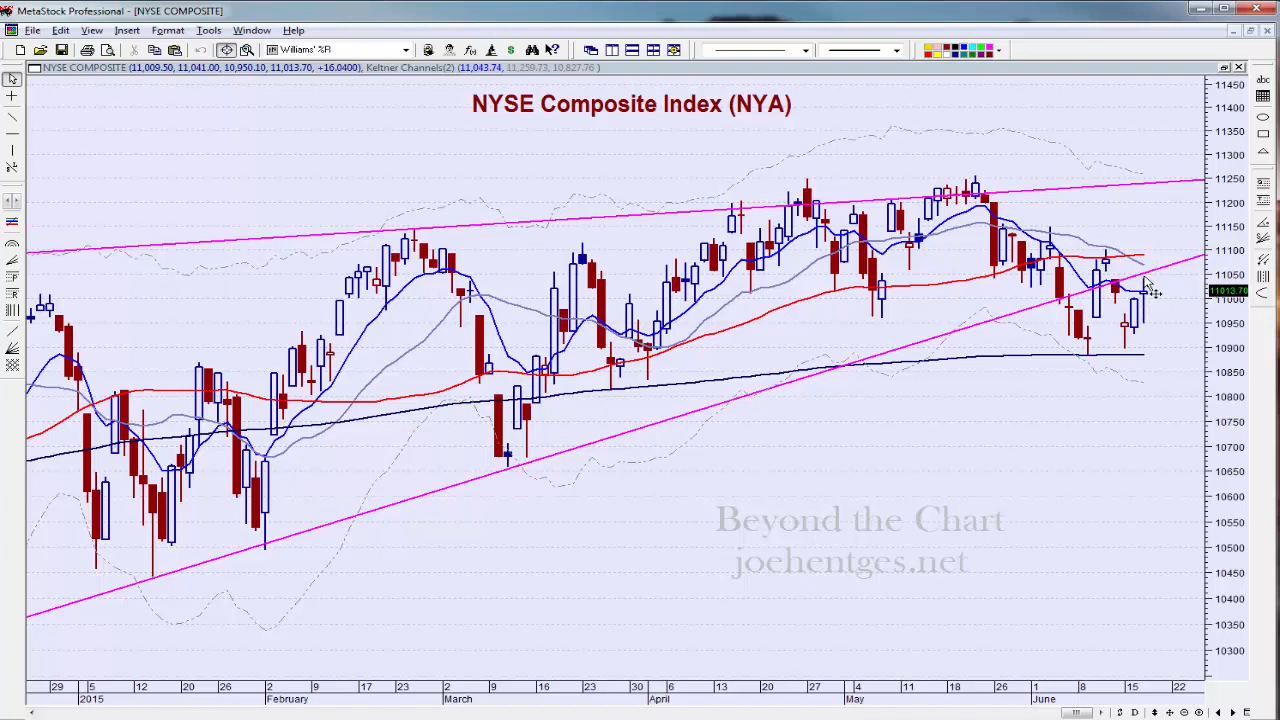 MetaStock Professional - [NYSE COMPOSITE]
File Edit View Insert Format Tools Window Help
Williams' %R
NYSE COMPOSITE (11,009.50, 11,041.00, 10,950.10, 11,013.70, +16.0400), Keltner Channels(2) (11,043.74, 11,259.73, 10,827.76 )
abc
NYSE Composite Index (NYA)
11450
11400
11350
11300
11250
11200
11150
11100
11050
11013.70
11000
10950
10900
10850
10800
10750
10700
10650
10600
10550
10500
10450
10400
10350
10300
Beyond the Chart
joehentges.net
29 5 12 20 26 2 9 17 23 2 9 16 23 30 6 13 20 27 4 11 18 26 1 8 15 22
2015 February March April May June
D